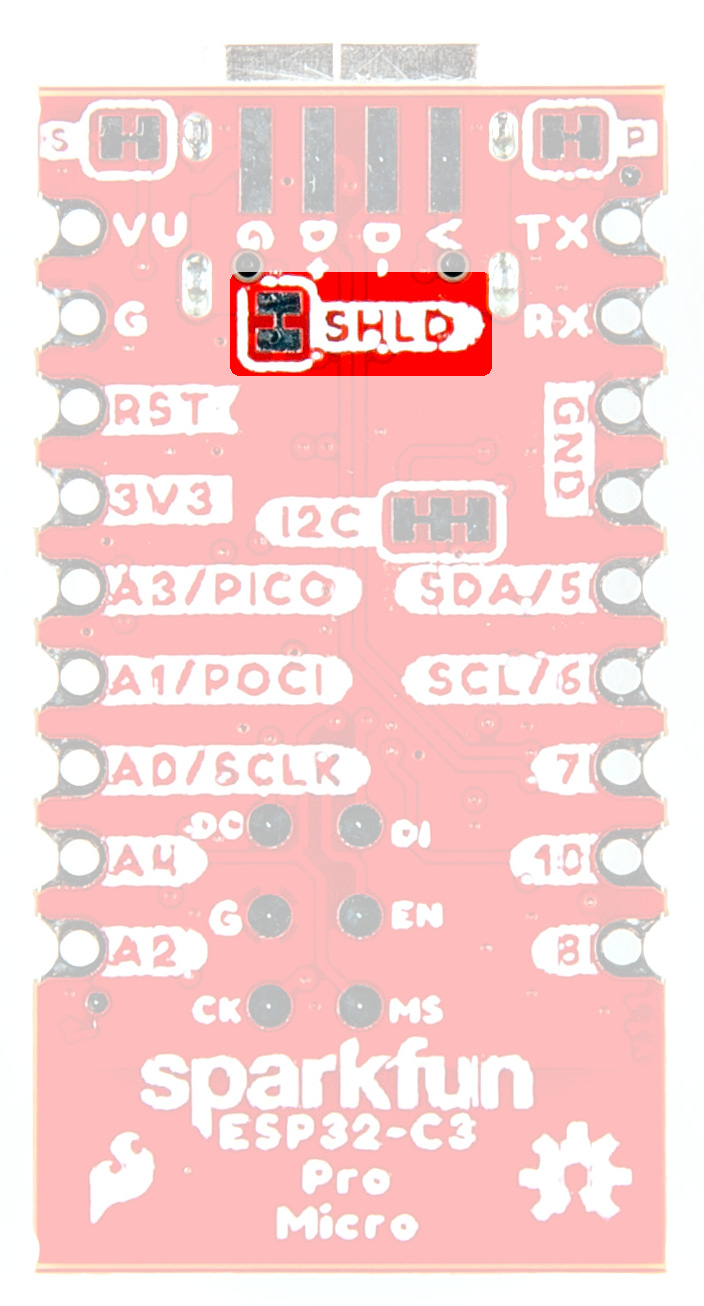 S P
VU G D+ D- V TX
G SHLD RX
RST GND
3V3 I2C
A3/PICO SDA/5
A1/POCI SCL/6
A0/SCLK 7
DO DI
A4 10
G EN
A2 8
CK MS
sparkfun
ESP32-C3
Pro
Micro